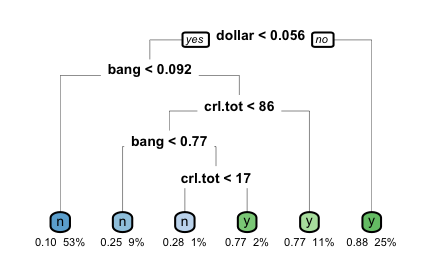 yes dollar < 0.056 no
bang < 0.092
crl.tot < 86
bang < 0.77
crl.tot < 17
n n n y y y
0.10 53% 0.25 9% 0.28 1% 0.77 2% 0.77 11% 0.88 25%